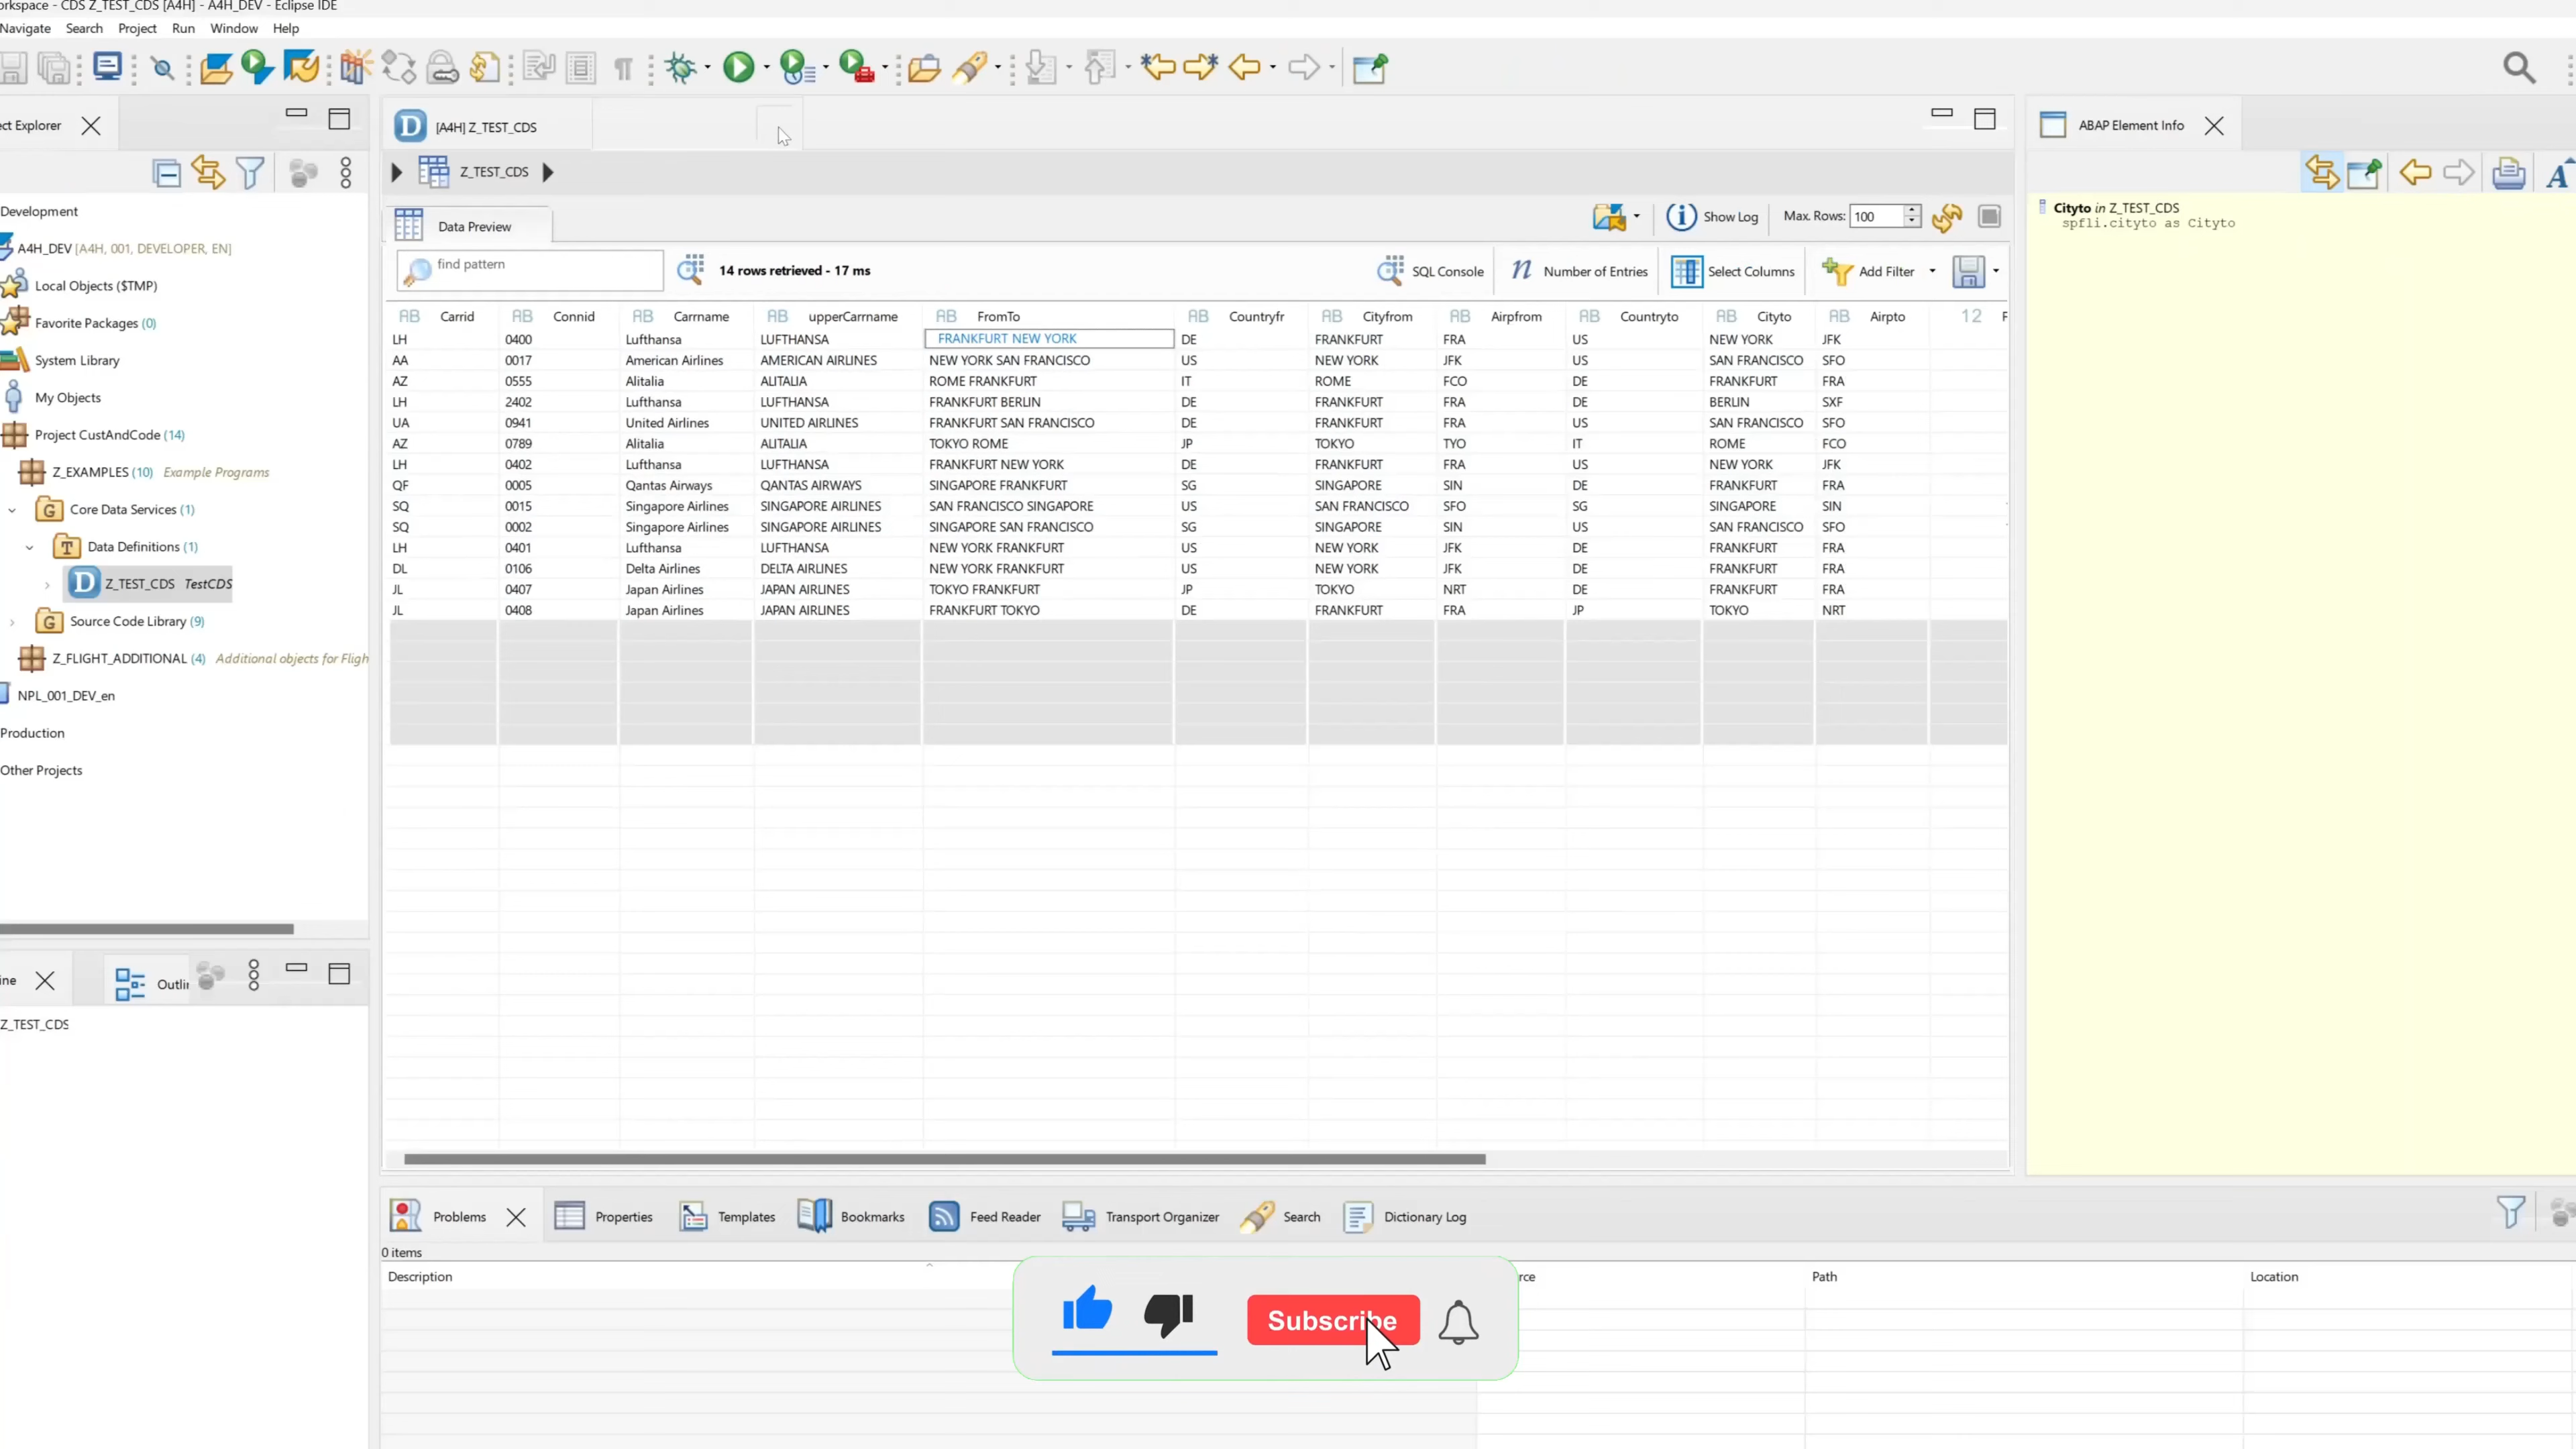 orkspace - CDS Z_TEST_CDS [A4H] - A4H_DEV - Eclipse IDE
Navigate Search Project Run Window Help
ect Explorer
[A4H] Z_TEST_CDS
ABAP Element Info
Z_TEST_CDS
Development
A4H_DEV [A4H, 001, DEVELOPER, EN]
Local Objects ($TMP)
Favorite Packages (0)
System Library
My Objects
Project CustAndCode (14)
Z_EXAMPLES (10) Example Programs
Core Data Services (1)
Data Definitions (1)
Z_TEST_CDS TestCDS
Source Code Library (9)
Z_FLIGHT_ADDITIONAL (4) Additional objects for Fligh
NPL_001_DEV_en
Production
Other Projects
ine
Outlin
Z_TEST_CDS
Data Preview
Show Log
Max. Rows: 100
find pattern
14 rows retrieved - 17 ms
SQL Console
Number of Entries
Select Columns
Add Filter
AB Carrid AB Connid AB Carrname AB upperCarrname AB FromTo AB Countryfr AB Cityfrom AB Airpfrom AB Countryto AB Cityto AB Airpto 12 F
LH 0400 Lufthansa LUFTHANSA FRANKFURT NEW YORK DE FRANKFURT FRA US NEW YORK JFK
AA 0017 American Airlines AMERICAN AIRLINES NEW YORK SAN FRANCISCO US NEW YORK JFK US SAN FRANCISCO SFO
AZ 0555 Alitalia ALITALIA ROME FRANKFURT IT ROME FCO DE FRANKFURT FRA
LH 2402 Lufthansa LUFTHANSA FRANKFURT BERLIN DE FRANKFURT FRA DE BERLIN SXF
UA 0941 United Airlines UNITED AIRLINES FRANKFURT SAN FRANCISCO DE FRANKFURT FRA US SAN FRANCISCO SFO
AZ 0789 Alitalia ALITALIA TOKYO ROME JP TOKYO TYO IT ROME FCO
LH 0402 Lufthansa LUFTHANSA FRANKFURT NEW YORK DE FRANKFURT FRA US NEW YORK JFK
QF 0005 Qantas Airways QANTAS AIRWAYS SINGAPORE FRANKFURT SG SINGAPORE SIN DE FRANKFURT FRA
SQ 0015 Singapore Airlines SINGAPORE AIRLINES SAN FRANCISCO SINGAPORE US SAN FRANCISCO SFO SG SINGAPORE SIN
SQ 0002 Singapore Airlines SINGAPORE AIRLINES SINGAPORE SAN FRANCISCO SG SINGAPORE SIN US SAN FRANCISCO SFO
LH 0401 Lufthansa LUFTHANSA NEW YORK FRANKFURT US NEW YORK JFK DE FRANKFURT FRA
DL 0106 Delta Airlines DELTA AIRLINES NEW YORK FRANKFURT US NEW YORK JFK DE FRANKFURT FRA
JL 0407 Japan Airlines JAPAN AIRLINES TOKYO FRANKFURT JP TOKYO NRT DE FRANKFURT FRA
JL 0408 Japan Airlines JAPAN AIRLINES FRANKFURT TOKYO DE FRANKFURT FRA JP TOKYO NRT
Cityto in Z_TEST_CDS
spfli.cityto as Cityto
Problems Properties Templates Bookmarks Feed Reader Transport Organizer Search Dictionary Log
0 items
Description rce Path Location
Subscribe